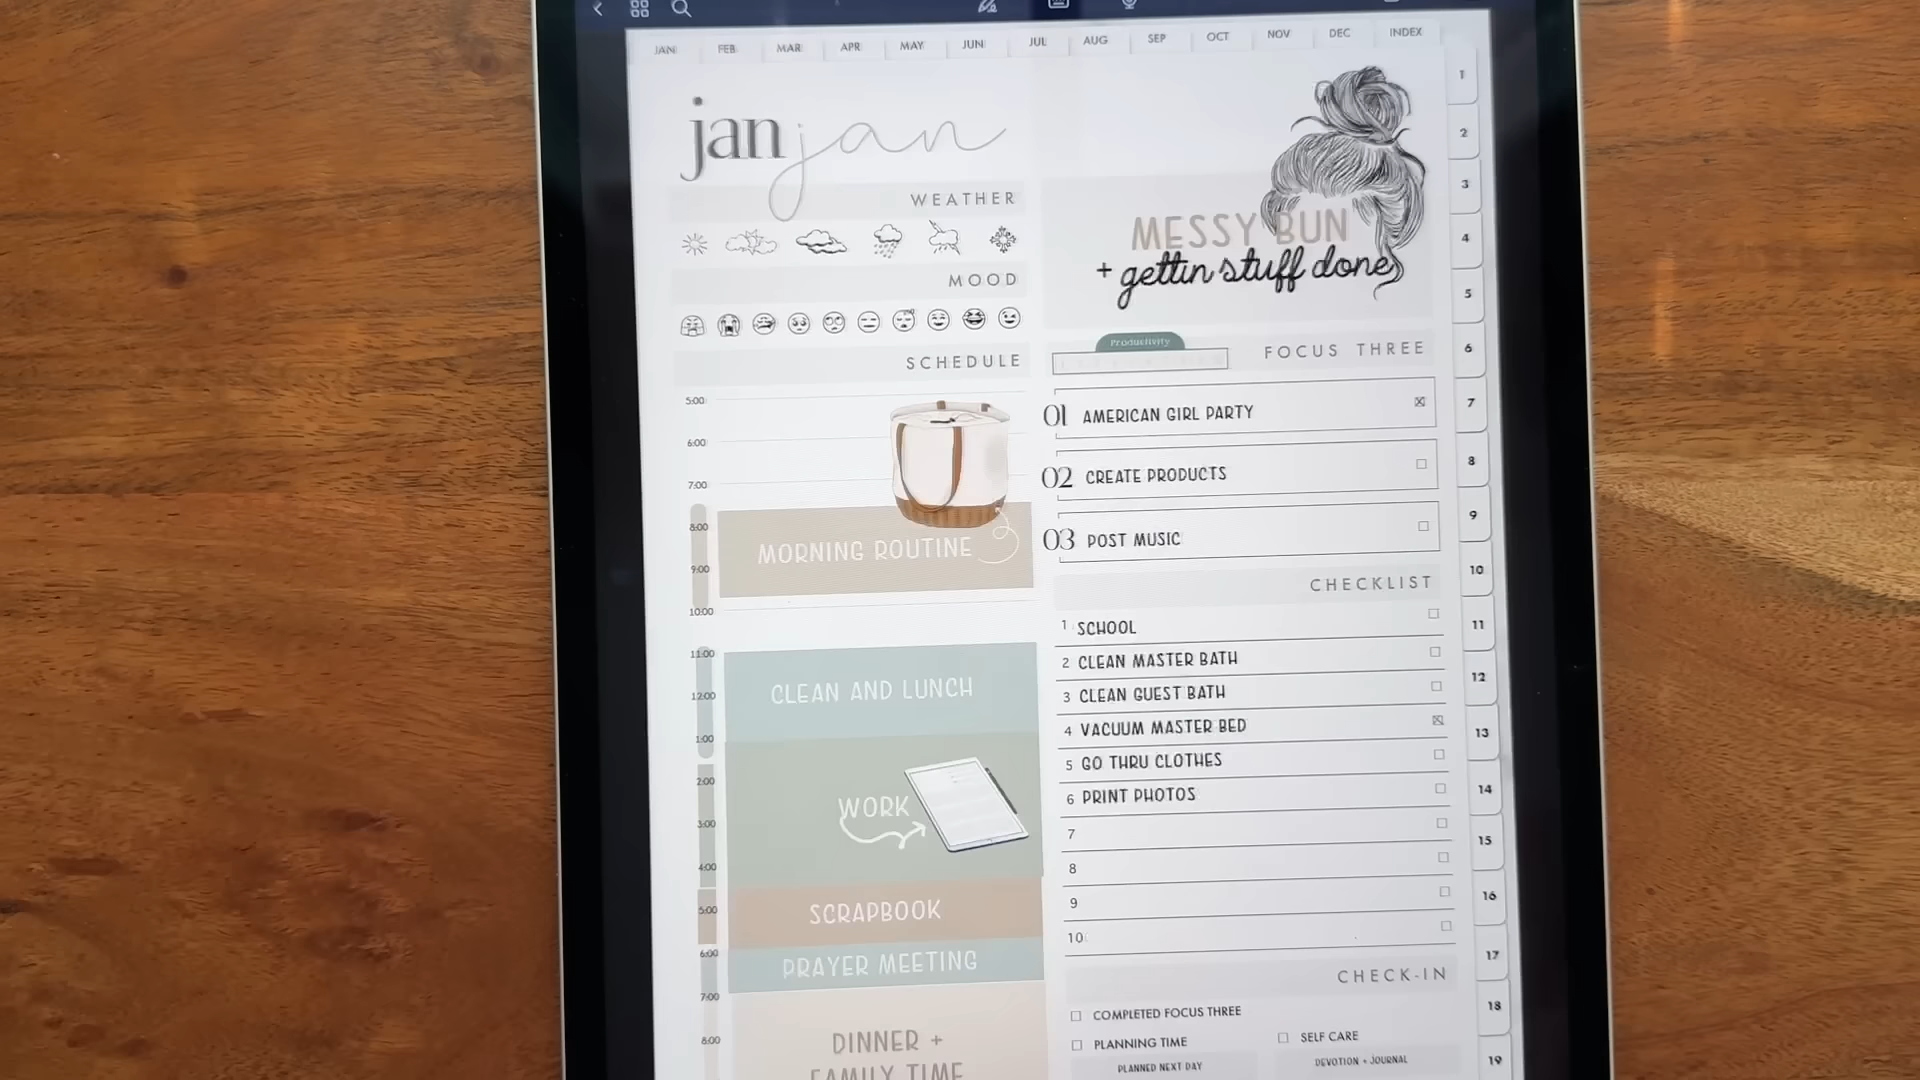 JAN FEB MAR APR MAY JUN JUL AUG SEP OCT NOV DEC INDEX
jan jan
WEATHER
MOOD
SCHEDULE
5:00
6:00
7:00
8:00
MORNING ROUTINE
9:00
10:00
11:00
CLEAN AND LUNCH
12:00
1:00
2:00
WORK
3:00
4:00
SCRAPBOOK
5:00
6:00
PRAYER MEETING
7:00
8:00
DINNER +
FAMILY TIME
MESSY BUN
+ gettin stuff done
Productivity
FOCUS THREE
01 AMERICAN GIRL PARTY
02 CREATE PRODUCTS
03 POST MUSIC
CHECKLIST
1 SCHOOL
2 CLEAN MASTER BATH
3 CLEAN GUEST BATH
4 VACUUM MASTER BED
5 GO THRU CLOTHES
6 PRINT PHOTOS
7
8
9
10
CHECK-IN
COMPLETED FOCUS THREE
PLANNING TIME
SELF CARE
PLANNED NEXT DAY
DEVOTION + JOURNAL
1
2
3
4
5
6
7
8
9
10
11
12
13
14
15
16
17
18
19